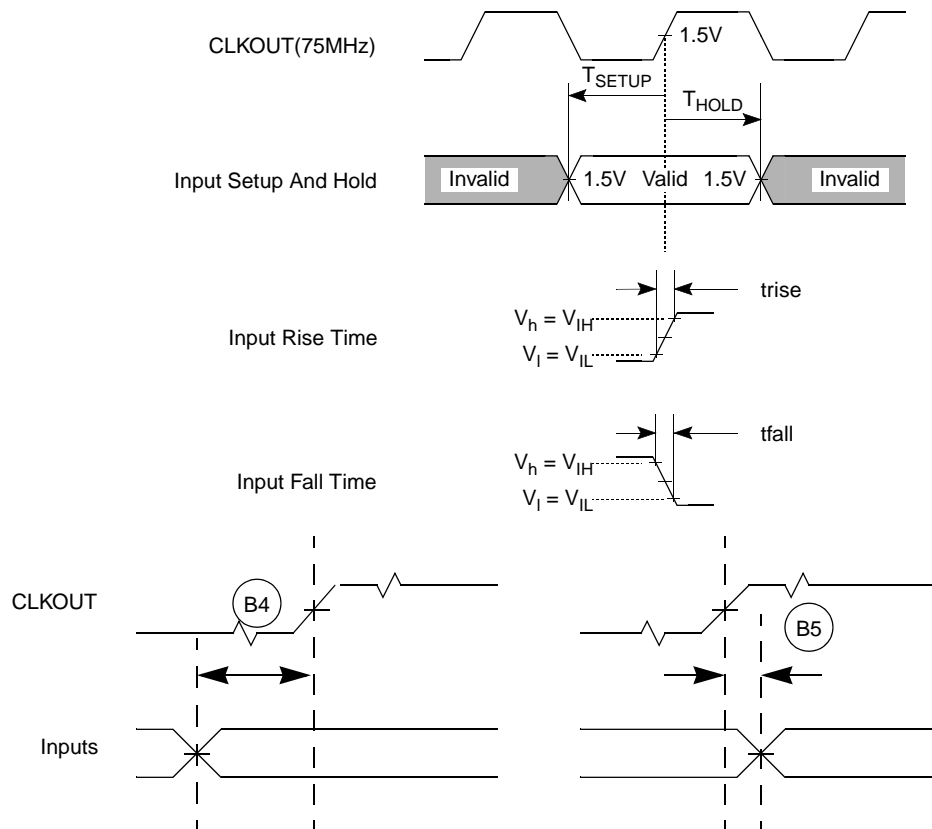 CLKOUT(75MHz)
1.5V
TSETUP
THOLD
Input Setup And Hold
Invalid
1.5V Valid 1.5V
Invalid
trise
Input Rise Time
Vh = VIH
Vl = VIL
tfall
Input Fall Time
Vh = VIH
Vl = VIL
CLKOUT
B4
B5
Inputs